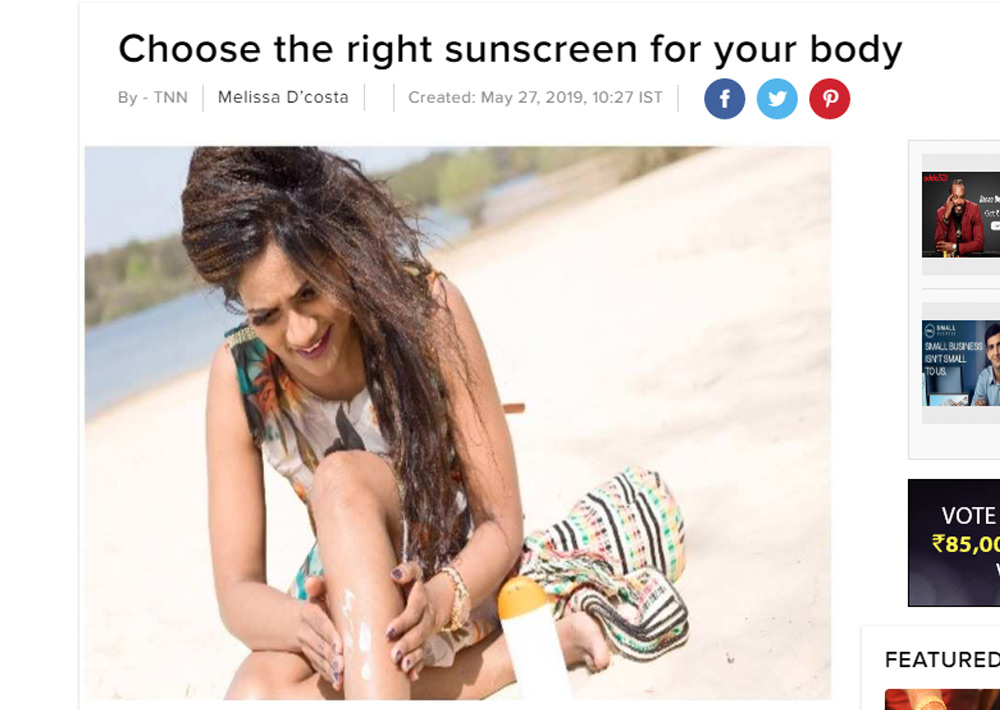 Choose the right sunscreen for your body
By - TNN
Melissa D'costa
Created: May 27, 2019, 10:27 IST
SMALL
SMALL BUSINESS
ISN'T SMALL
TO US.
VOTE
₹85,00
FEATURED